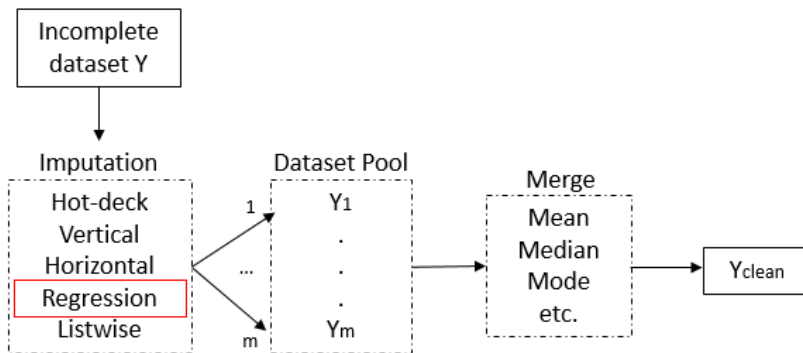 Incomplete
dataset Y
Imputation
Hot-deck
Vertical
Horizontal
Regression
Listwise
1
...
m
Dataset Pool
Y1
.
.
.
Ym
Merge
Mean
Median
Mode
etc.
Yclean